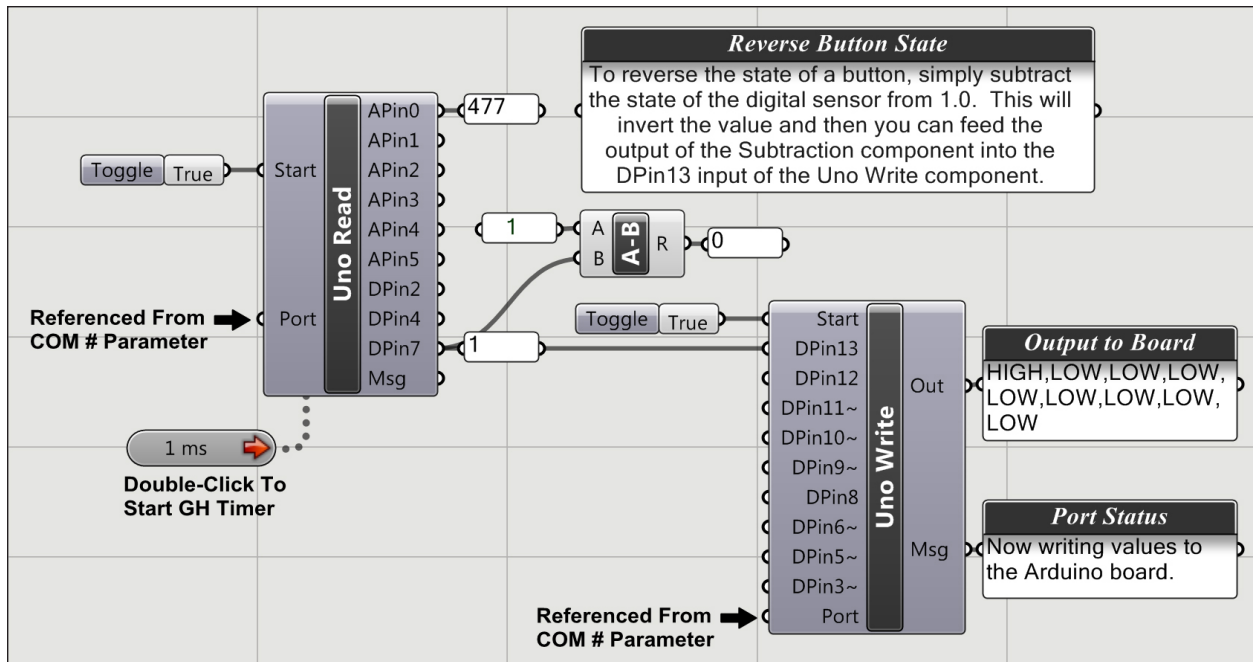 Reverse Button State
To reverse the state of a button, simply subtract
the state of the digital sensor from 1.0. This will
invert the value and then you can feed the
output of the Subtraction component into the
DPin13 input of the Uno Write component.
Toggle True
Start
Port
Uno Read
APin0
APin1
APin2
APin3
APin4
APin5
DPin2
DPin4
DPin7
Msg
477
1
A
B
A-B
R
0
1
Referenced From
COM # Parameter
1 ms
Double-Click To
Start GH Timer
Toggle True
Start
DPin13
DPin12
DPin11~
DPin10~
DPin9~
DPin8
DPin6~
DPin5~
DPin3~
Port
Uno Write
Out
Msg
Referenced From
COM # Parameter
Output to Board
HIGH,LOW,LOW,LOW,
LOW,LOW,LOW,LOW,
LOW
Port Status
Now writing values to
the Arduino board.